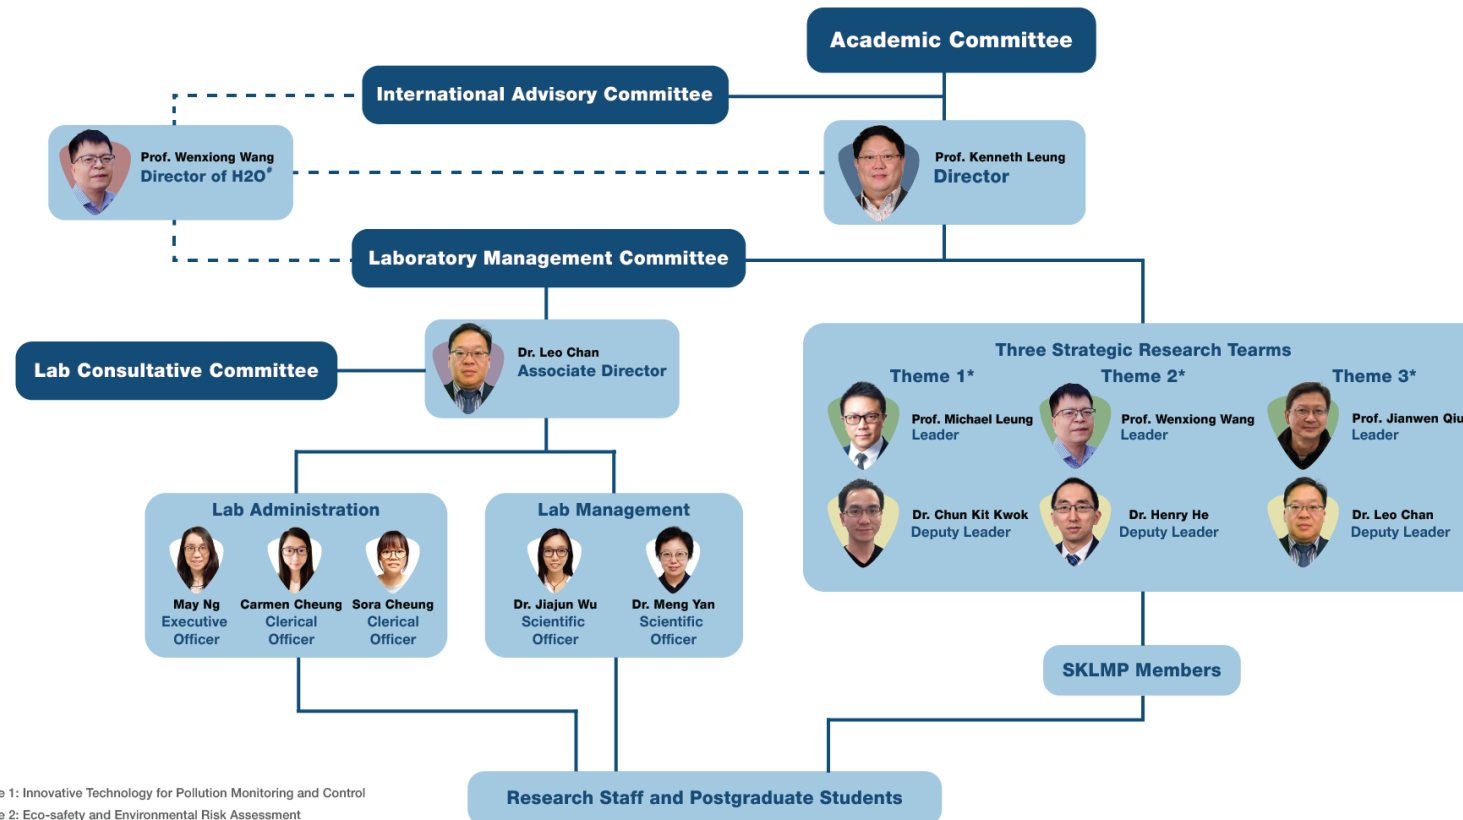 Academic Committee
International Advisory Committee
Prof. Wenxiong Wang
Director of H2O#
Prof. Kenneth Leung
Director
Laboratory Management Committee
Dr. Leo Chan
Associate Director
Lab Consultative Committee
Three Strategic Research Tearms
Theme 1*
Theme 2*
Theme 3*
Prof. Michael Leung
Leader
Prof. Wenxiong Wang
Leader
Prof. Jianwen Qiu
Leader
Dr. Chun Kit Kwok
Deputy Leader
Dr. Henry He
Deputy Leader
Dr. Leo Chan
Deputy Leader
Lab Administration
May Ng
Executive
Officer
Carmen Cheung
Clerical
Officer
Sora Cheung
Clerical
Officer
Lab Management
Dr. Jiajun Wu
Scientific
Officer
Dr. Meng Yan
Scientific
Officer
SKLMP Members
Research Staff and Postgraduate Students
e 1: Innovative Technology for Pollution Monitoring and Control
e 2: Eco-safety and Environmental Risk Assessment